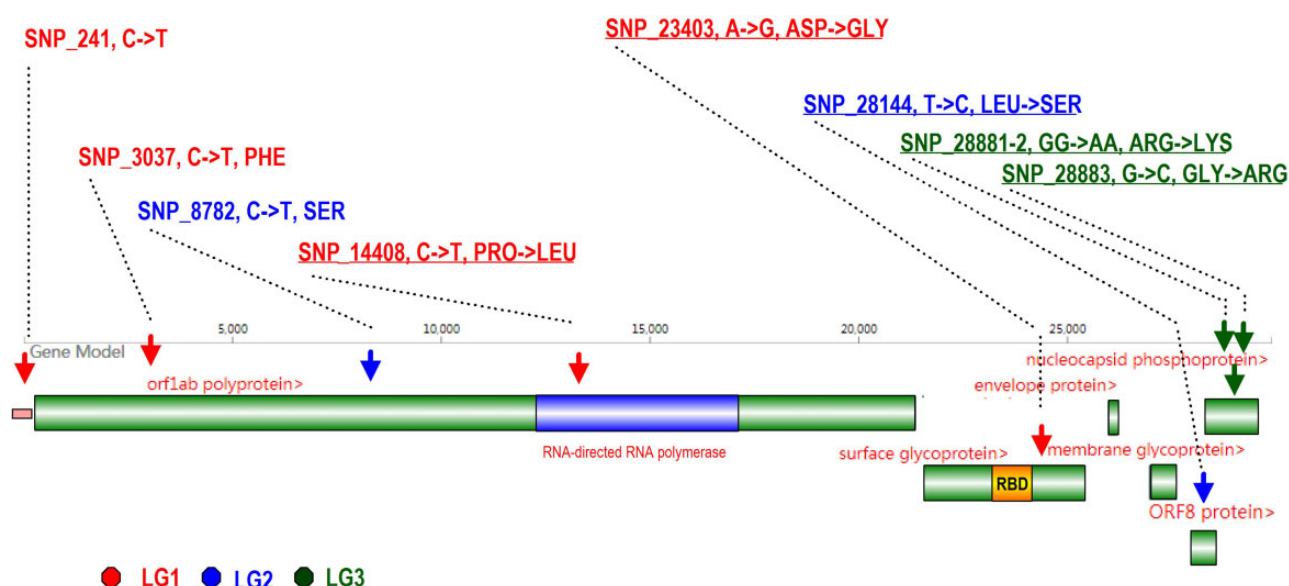 SNP_23403, A->G, ASP->GLY
SNP_241, C->T
SNP_28144, T->C, LEU->SER
SNP_28881-2, GG->AA, ARG->LYS
SNP_3037, C->T, PHE
SNP_28883, G->C, GLY->ARG
SNP_8782, C->T, SER
SNP_14408, C->T, PRO->LEU
5,000 10,000 15,000 20,000 25,000
Gene Model
nucleocapsid phosphoprotein>
orf1ab polyprotein>
envelope protein>
RNA-directed RNA polymerase
surface glycoprotein>
membrane glycoprotein>
RBD
ORF8 protein>
LG1 LG2 LG3